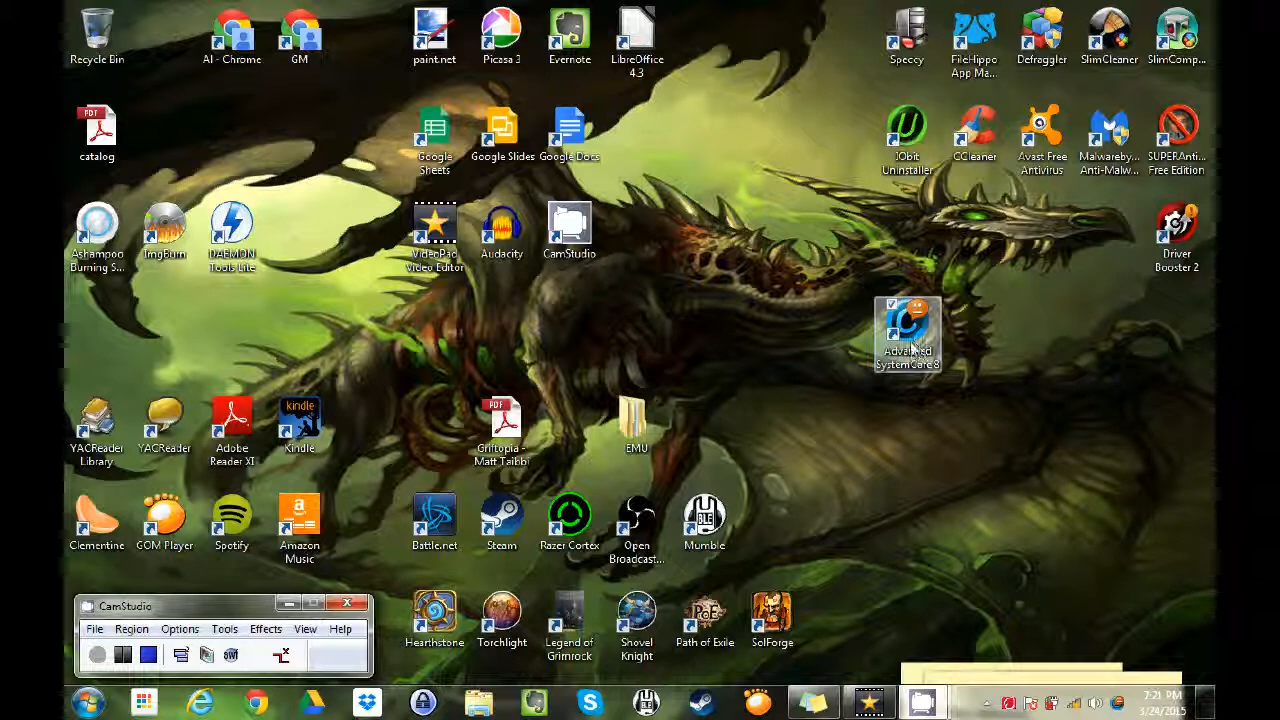 Recycle Bin
AI - Chrome
GM
paint.net
Picasa 3
Evernote
LibreOffice
4.3
Speccy
FileHippo
App Ma...
Defraggler
SlimCleaner
SlimComp...
PDF
catalog
Google
Sheets
Google Slides
Google Docs
IObit
Uninstaller
CCleaner
Avast Free
Antivirus
Malwareby...
Anti-Malw...
SUPERAnti...
Free Edition
Ashampoo
Burning S...
ImgBurn
DAEMON
Tools Lite
VideoPad
Video Editor
Audacity
CamStudio
Driver
Booster 2
Advanced
SystemCare 8
YACReader
Library
YACReader
Adobe
Reader XI
kindle
Kindle
PDF
Griftopia -
Matt Taibbi
EMU
Clementine
GOM Player
Spotify
Amazon
Music
Battle.net
Steam
Razer Cortex
Open
Broadcast...
BLE
Mumble
CamStudio
File Region Options Tools Effects View Help
SWF
Hearthstone
Torchlight
Legend of
Grimrock
Shovel
Knight
PoE
Path of Exile
SolForge
7:21 PM
3/24/2015